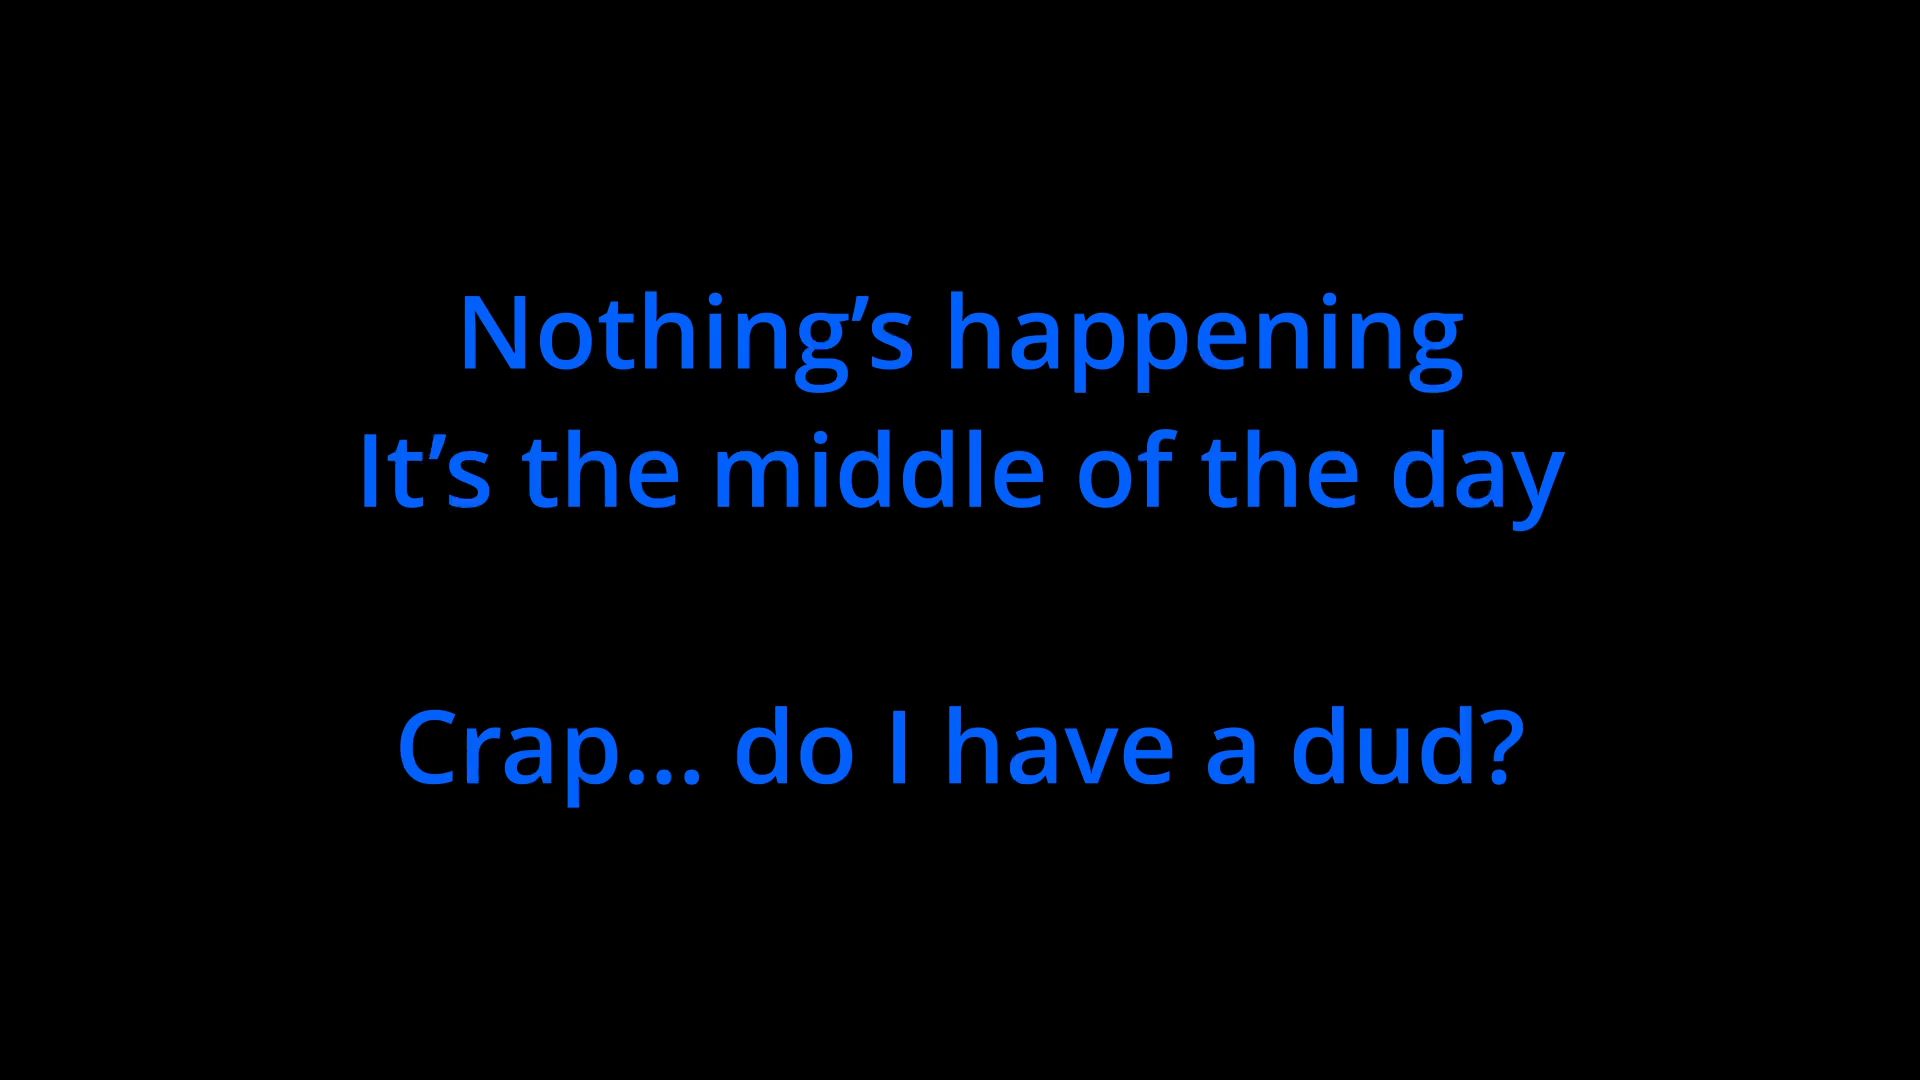 Nothing’s happening
It’s the middle of the day
Crap... do I have a dud?